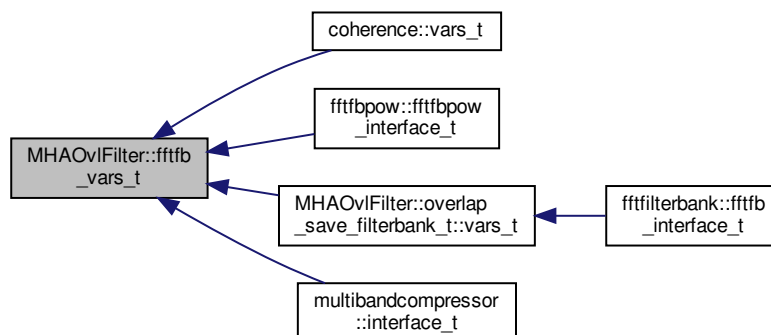 coherence::vars_t
fftfbpow::fftfbpow
_interface_t
MHAOvlFilter::fftfb
_vars_t
MHAOvlFilter::overlap
_save_filterbank_t::vars_t
fftfilterbank::fftfb
_interface_t
multibandcompressor
::interface_t